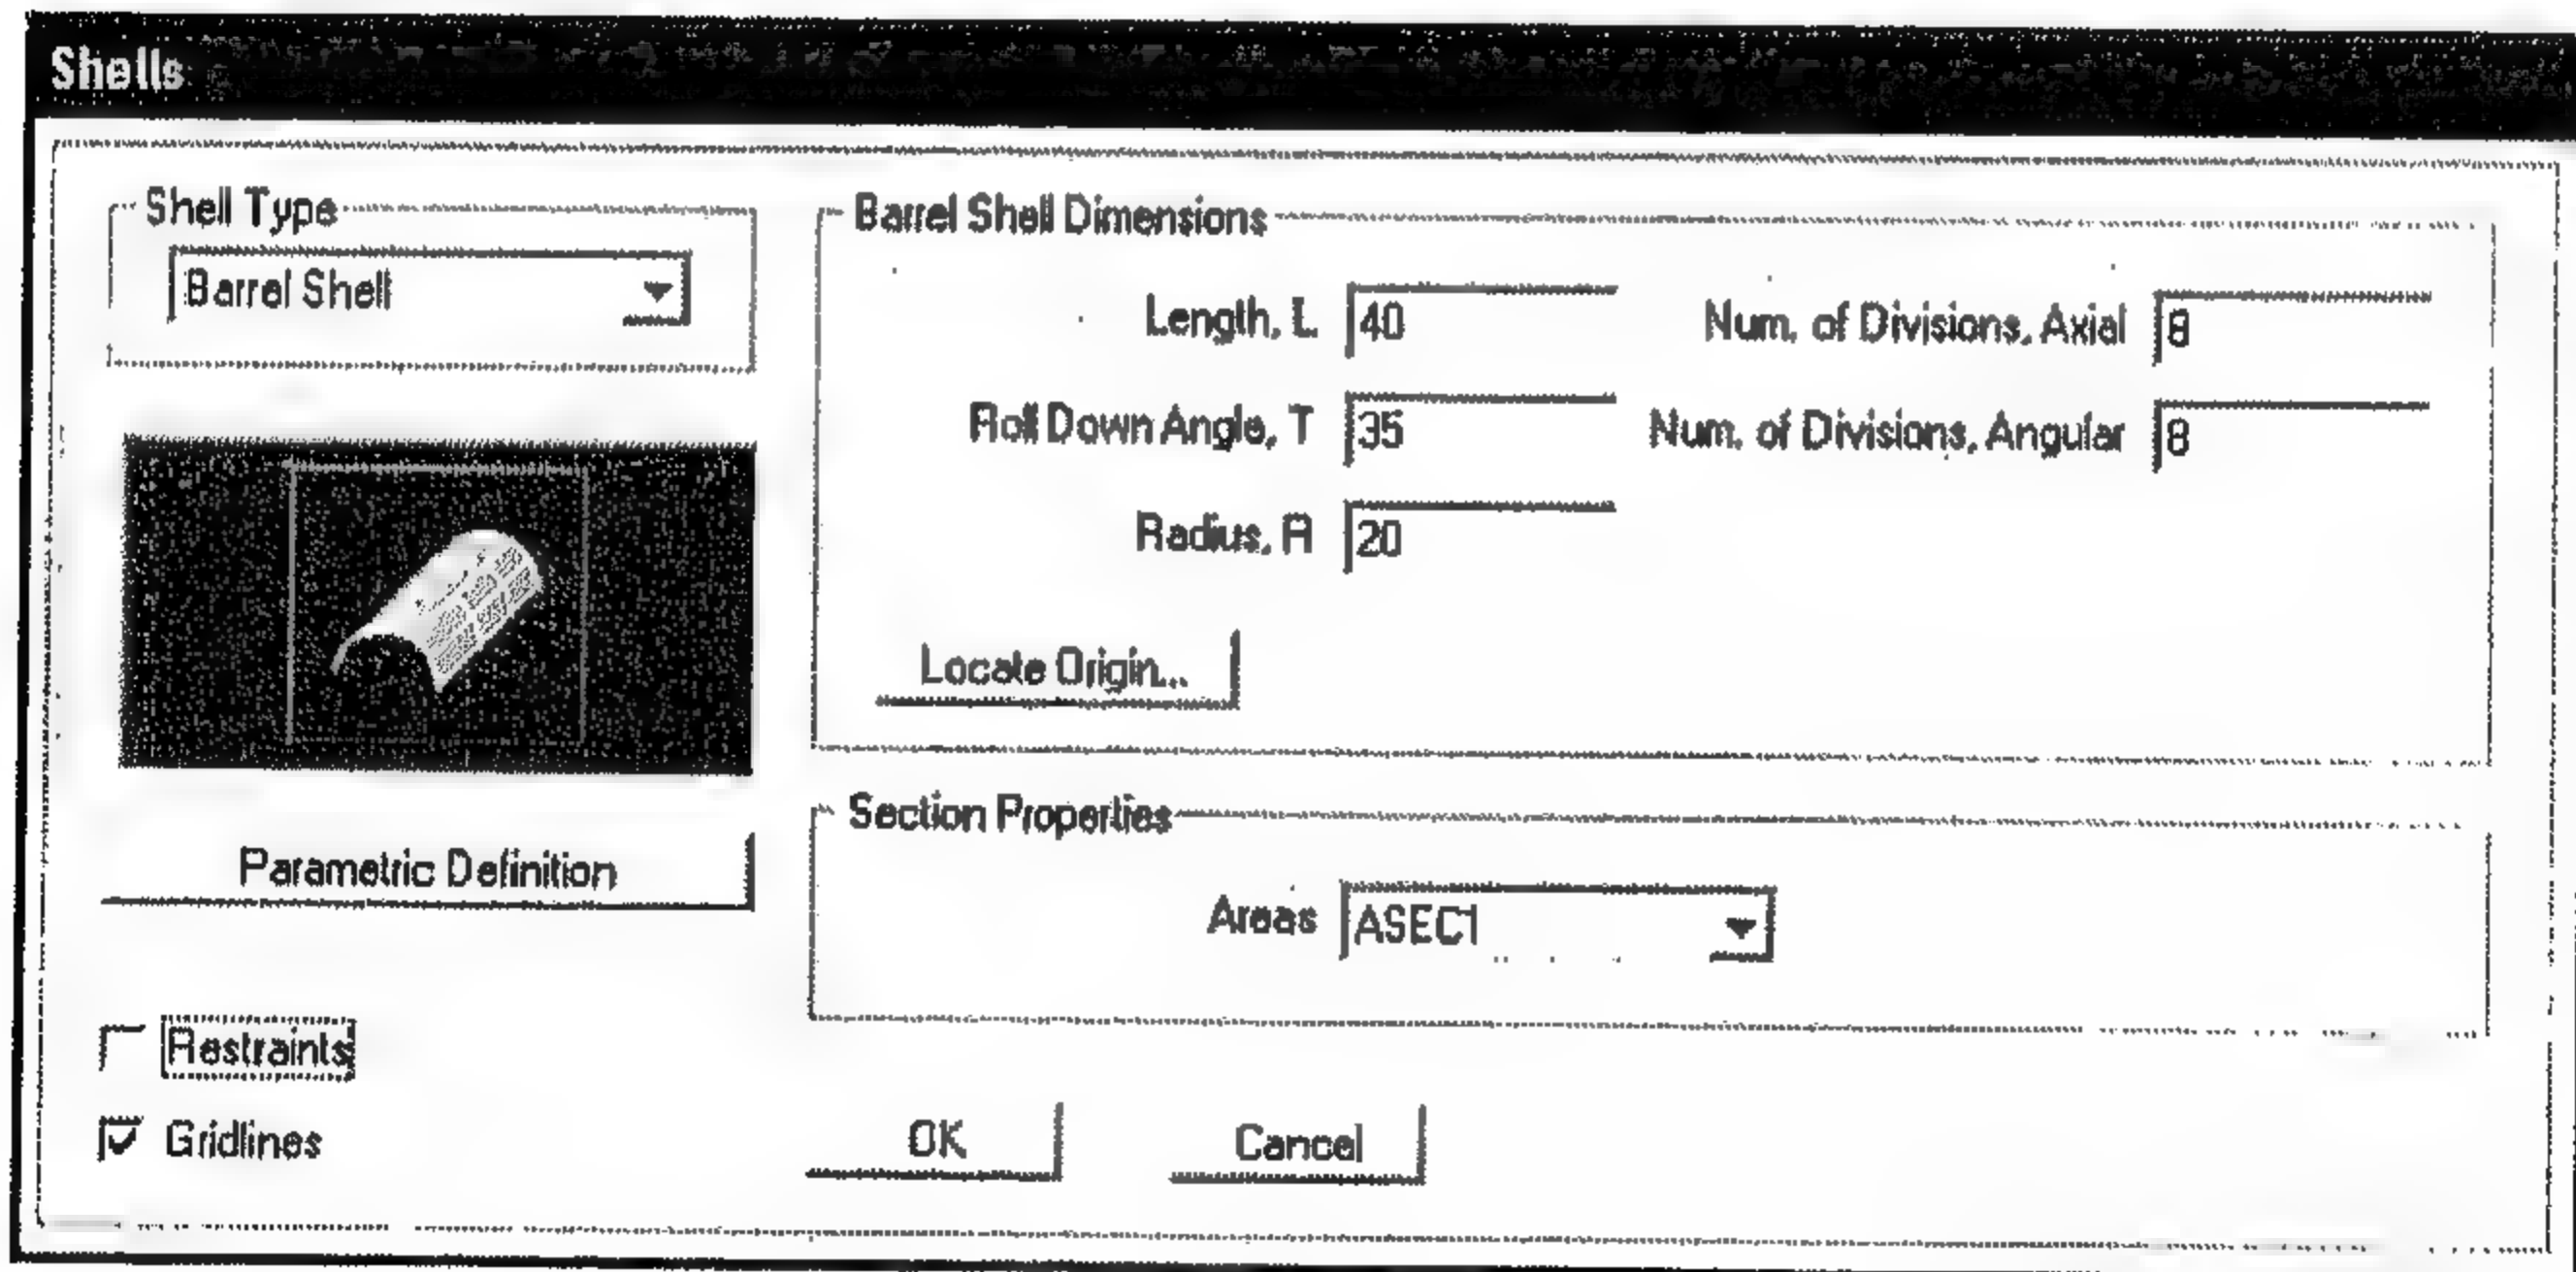 Shells
Shell Type
Barrel Shell
Parametric Definition
Restraints
Gridlines
Barrel Shell Dimensions
Length, L 40
Num. of Divisions, Axial 8
Roll Down Angle, T 35
Num. of Divisions, Angular 8
Radius, R 20
Locate Origin...
Section Properties
Areas ASEC1
OK
Cancel